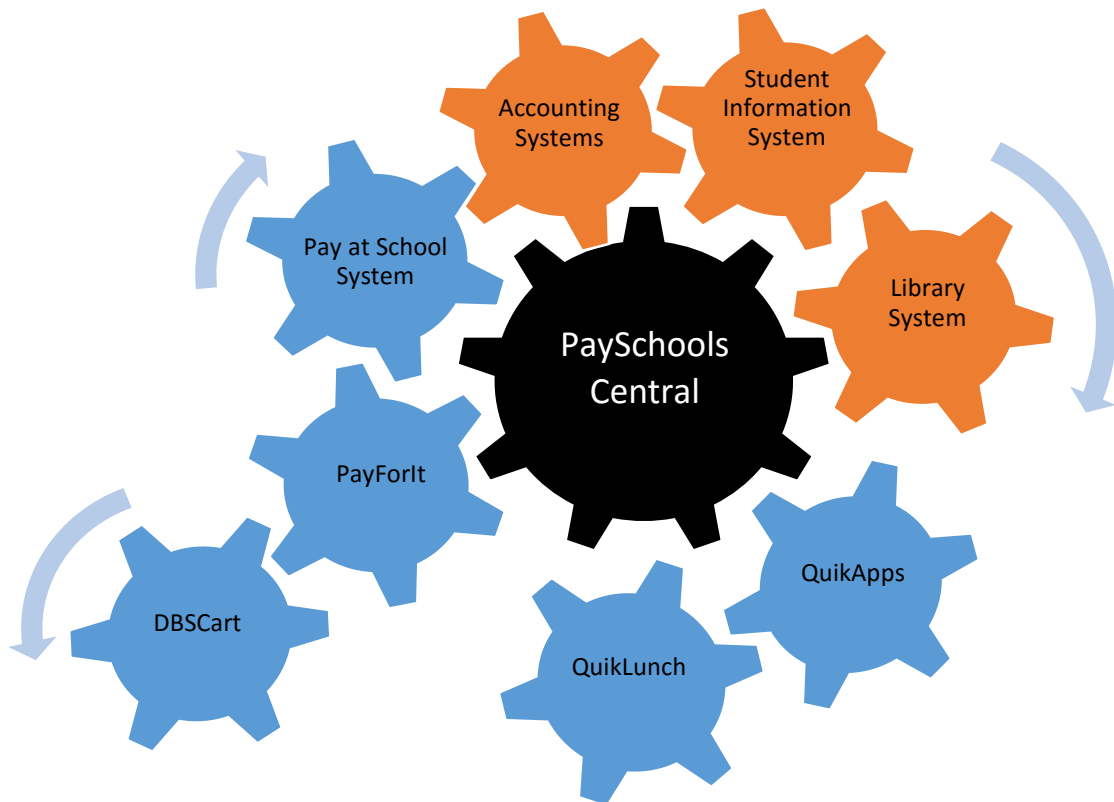 Accounting
Systems
Student
Information
System
Pay at School
System
Library
System
PaySchools
Central
PayForIt
QuikApps
DBSCart
QuikLunch